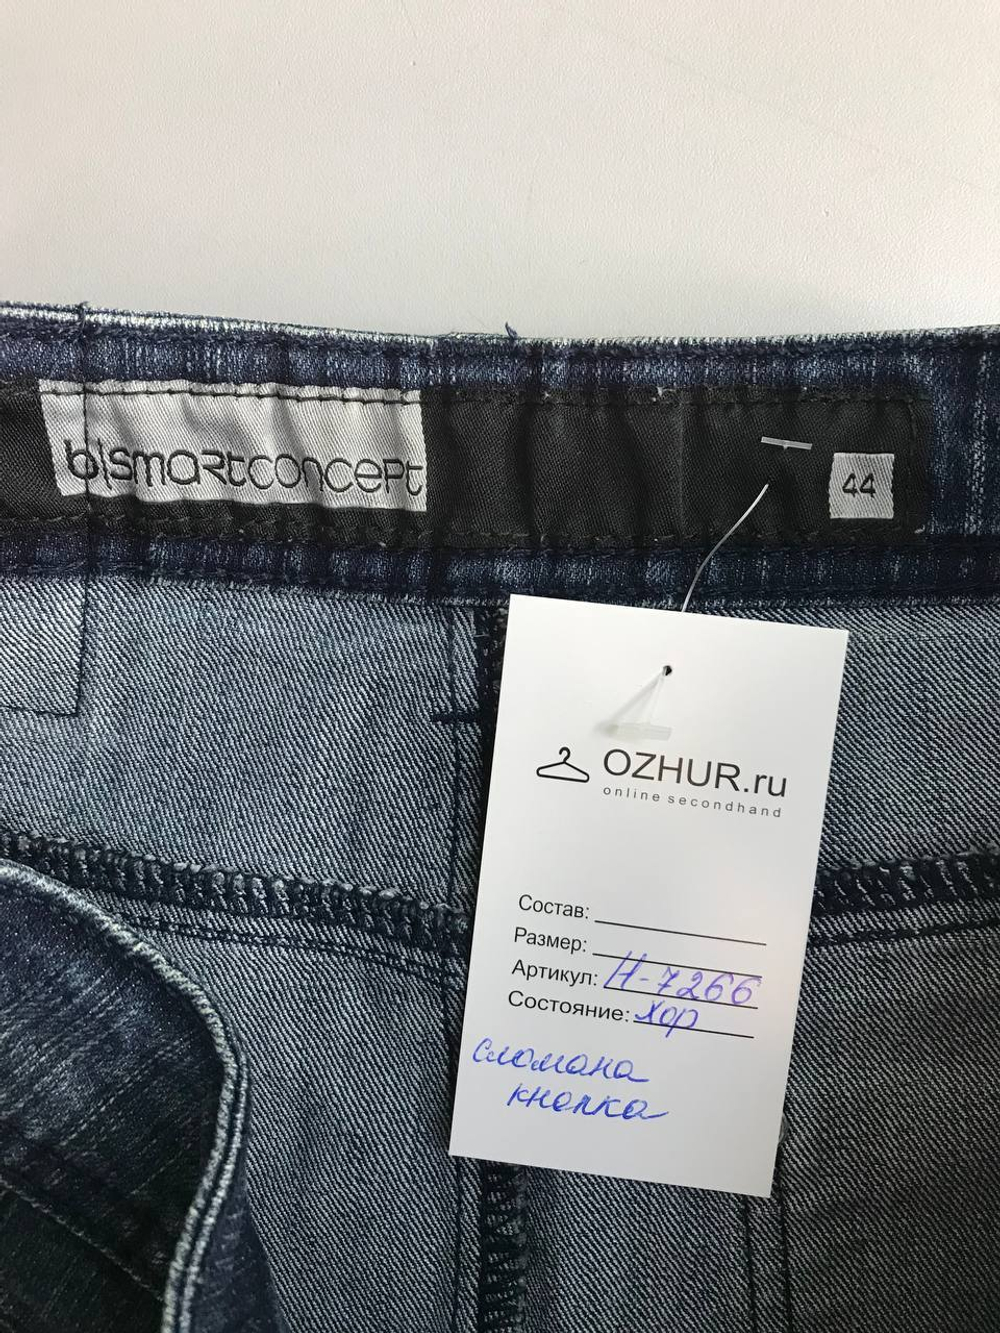 b|smartconcept
44
OZHUR.ru
online secondhand
Состав:
Размер:
Артикул: Н-7266
Состояние: Хор
сломана
кнопка